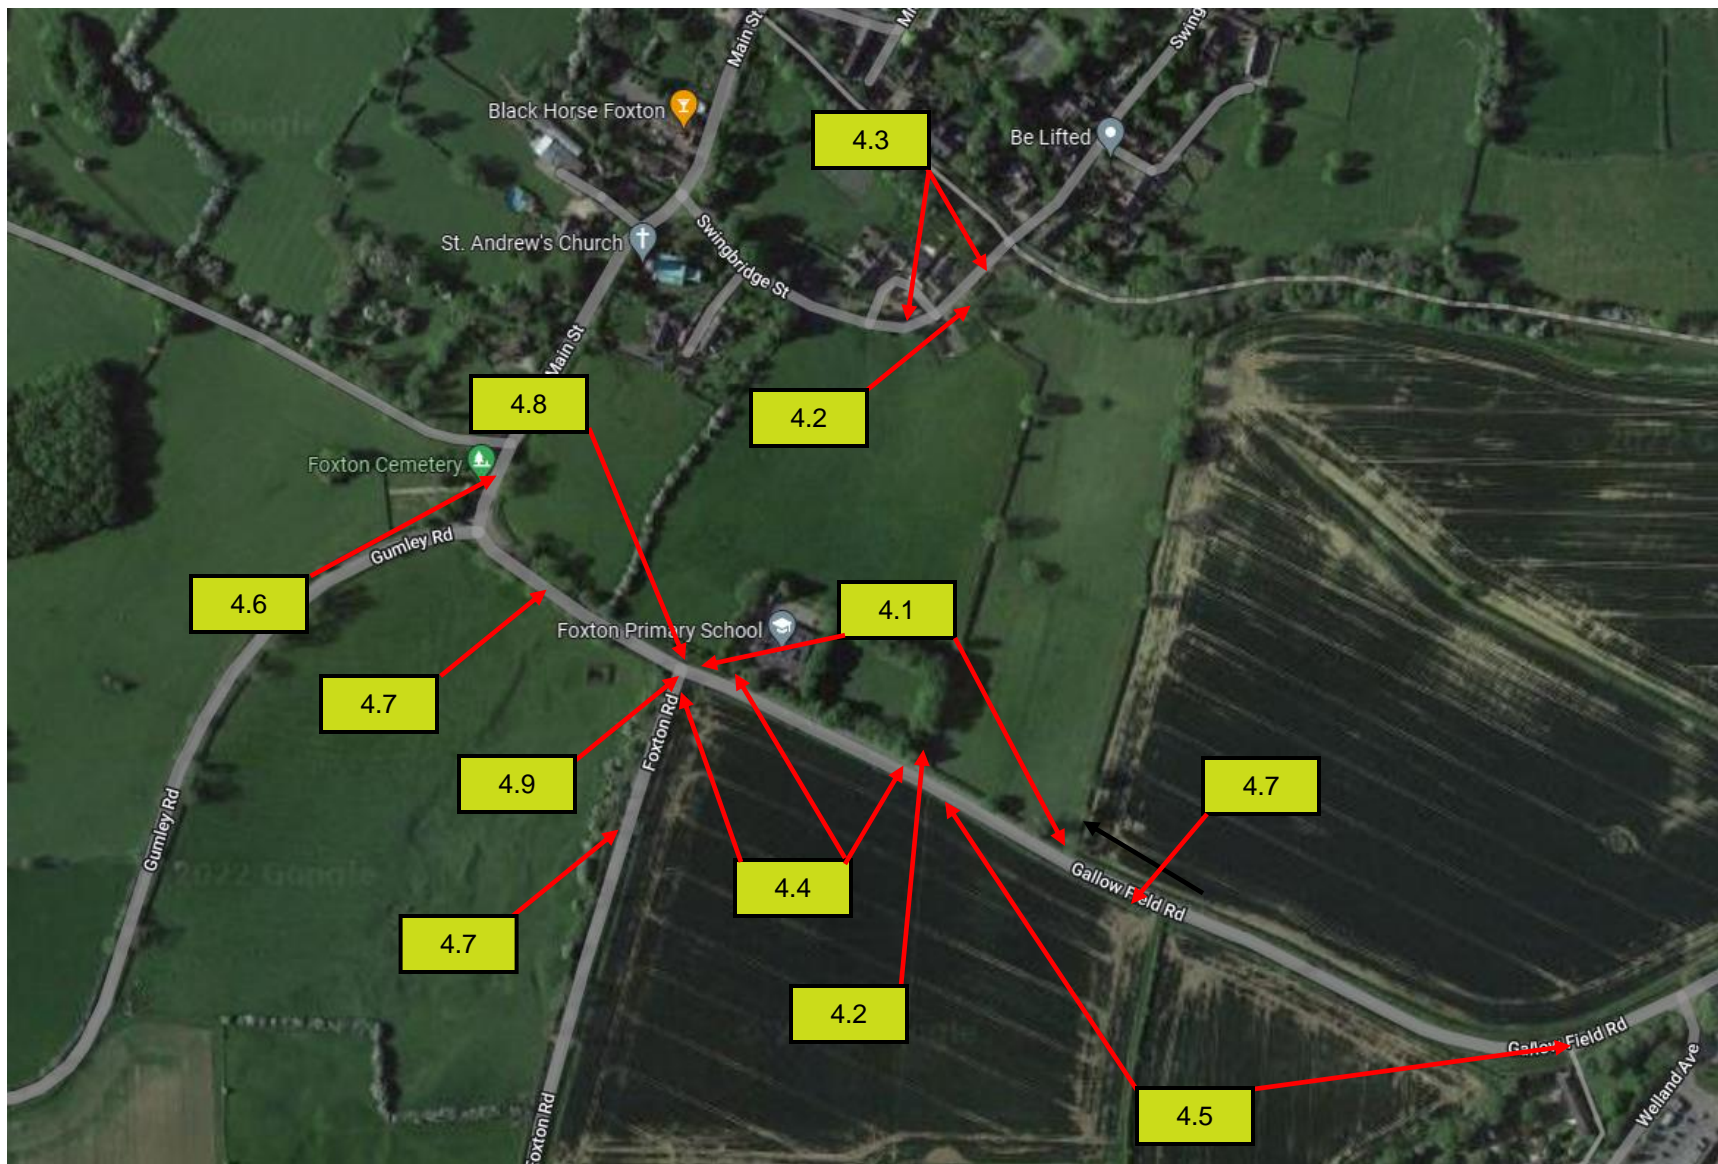 Main St
Swing
Black Horse Foxton
4.3
Be Lifted
St. Andrew's Church
Swingbridge St
Main St
4.8
4.2
Foxton Cemetery
Gumley Rd
4.6
4.1
Foxton Primary School
4.7
Foxton Rd
4.9
4.7
Gumley Rd
©2022 Google
4.4
Gallow Field Rd
4.7
4.2
Gallow Field Rd
Welland Ave
4.5
Foxton Rd